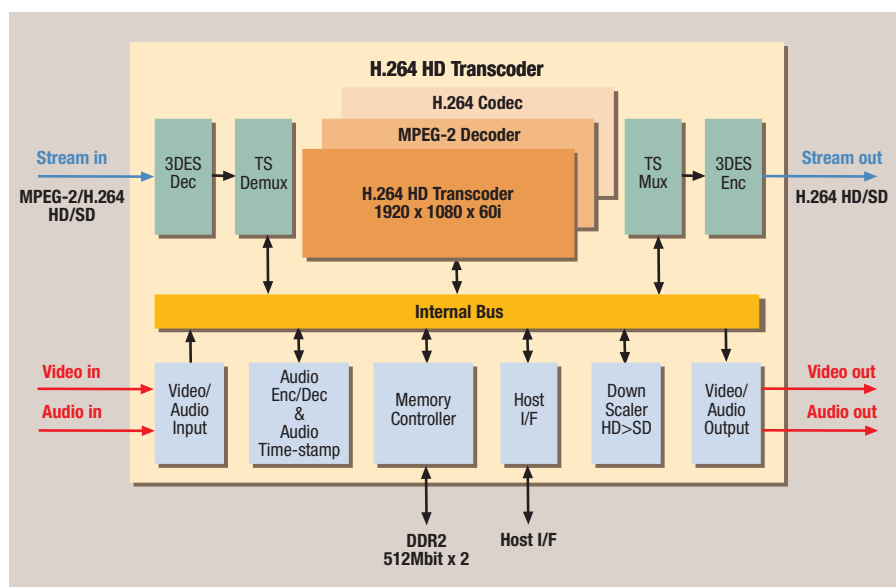 H.264 HD Transcoder
H.264 Codec
MPEG-2 Decoder
H.264 HD Transcoder
1920 x 1080 x 60i
Stream in
MPEG-2/H.264
HD/SD
3DES
Dec
TS
Demux
TS
Mux
3DES
Enc
Stream out
H.264 HD/SD
Internal Bus
Video in
Audio in
Video/
Audio
Input
Audio
Enc/Dec
&
Audio
Time-stamp
Memory
Controller
Host
I/F
Down
Scaler
HD>SD
Video/
Audio
Output
Video out
Audio out
DDR2
512Mbit x 2
Host I/F